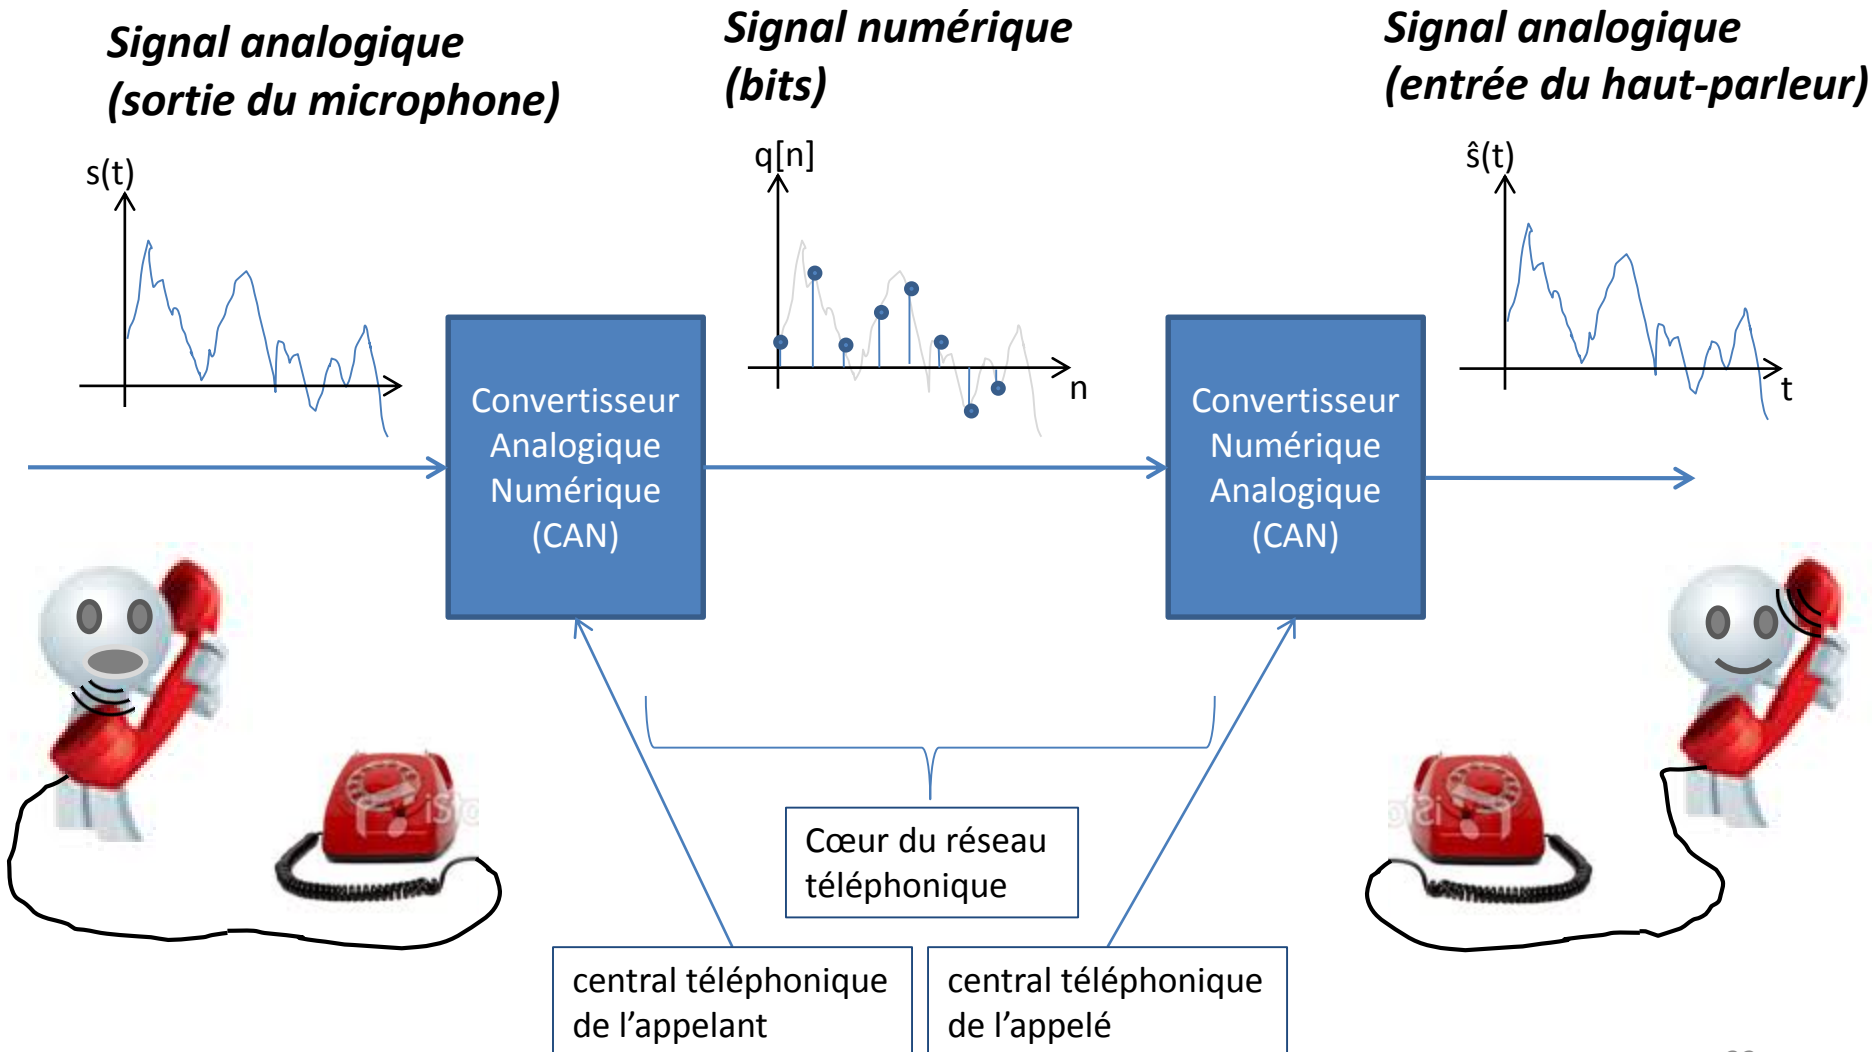 Signal analogique
(sortie du microphone)
Signal numérique
(bits)
Signal analogique
(entrée du haut-parleur)
s(t)
q[n]
n
ŝ(t)
t
Convertisseur
Analogique
Numérique
(CAN)
Convertisseur
Numérique
Analogique
(CAN)
Cœur du réseau
téléphonique
central téléphonique
de l’appelant
central téléphonique
de l’appelé